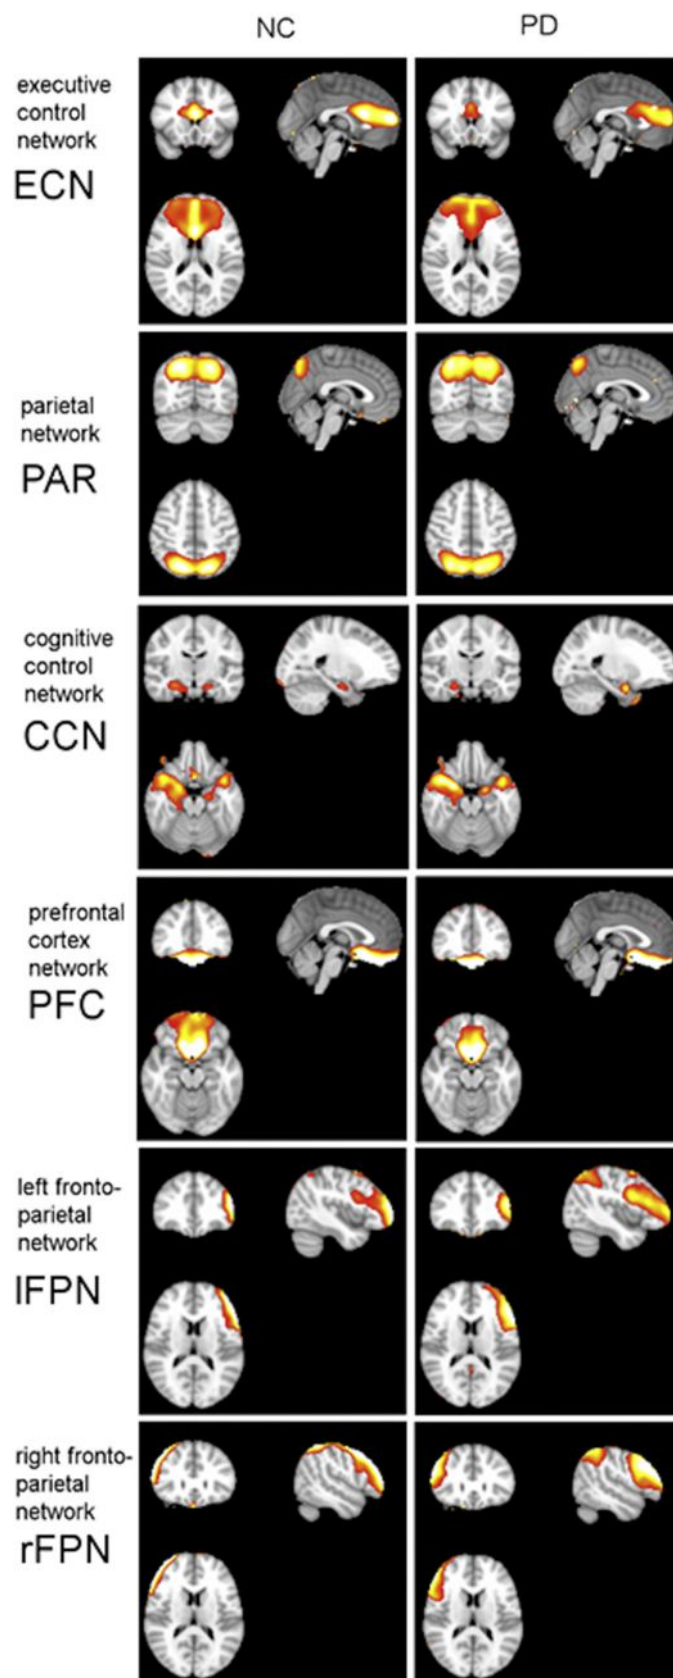 NC
PD
executive
control
network
ECN
parietal
network
PAR
cognitive
control
network
CCN
prefrontal
cortex
network
PFC
left fronto-
parietal
network
lFPN
right fronto-
parietal
network
rFPN